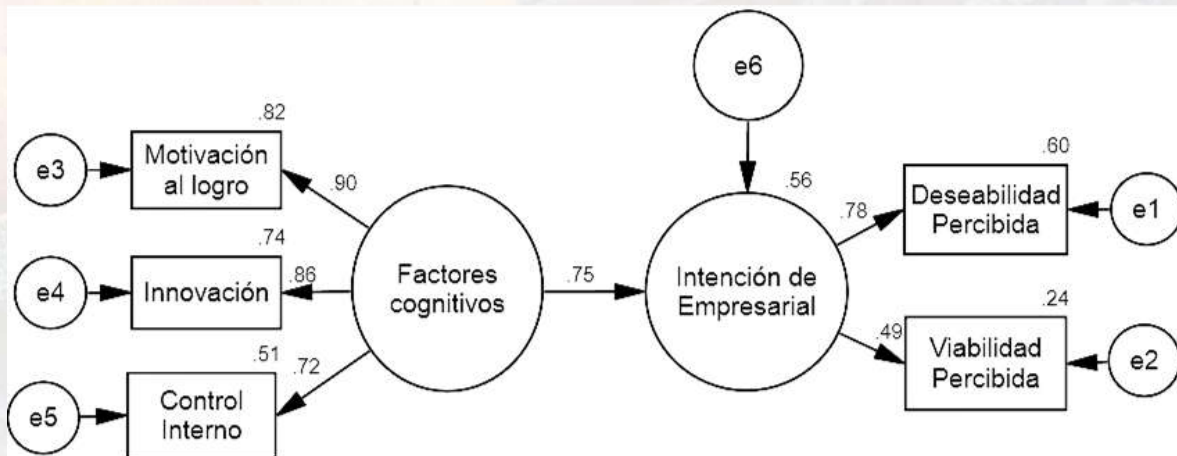 e6
.82
.60
e3
Motivación
al logro
.90
.56
.78
Deseabilidad
Percibida
e1
.74
e4
Innovación
.86
Factores
cognitivos
.75
Intención de
Empresarial
.24
.49
Viabilidad
Percibida
e2
.51
.72
e5
Control
Interno